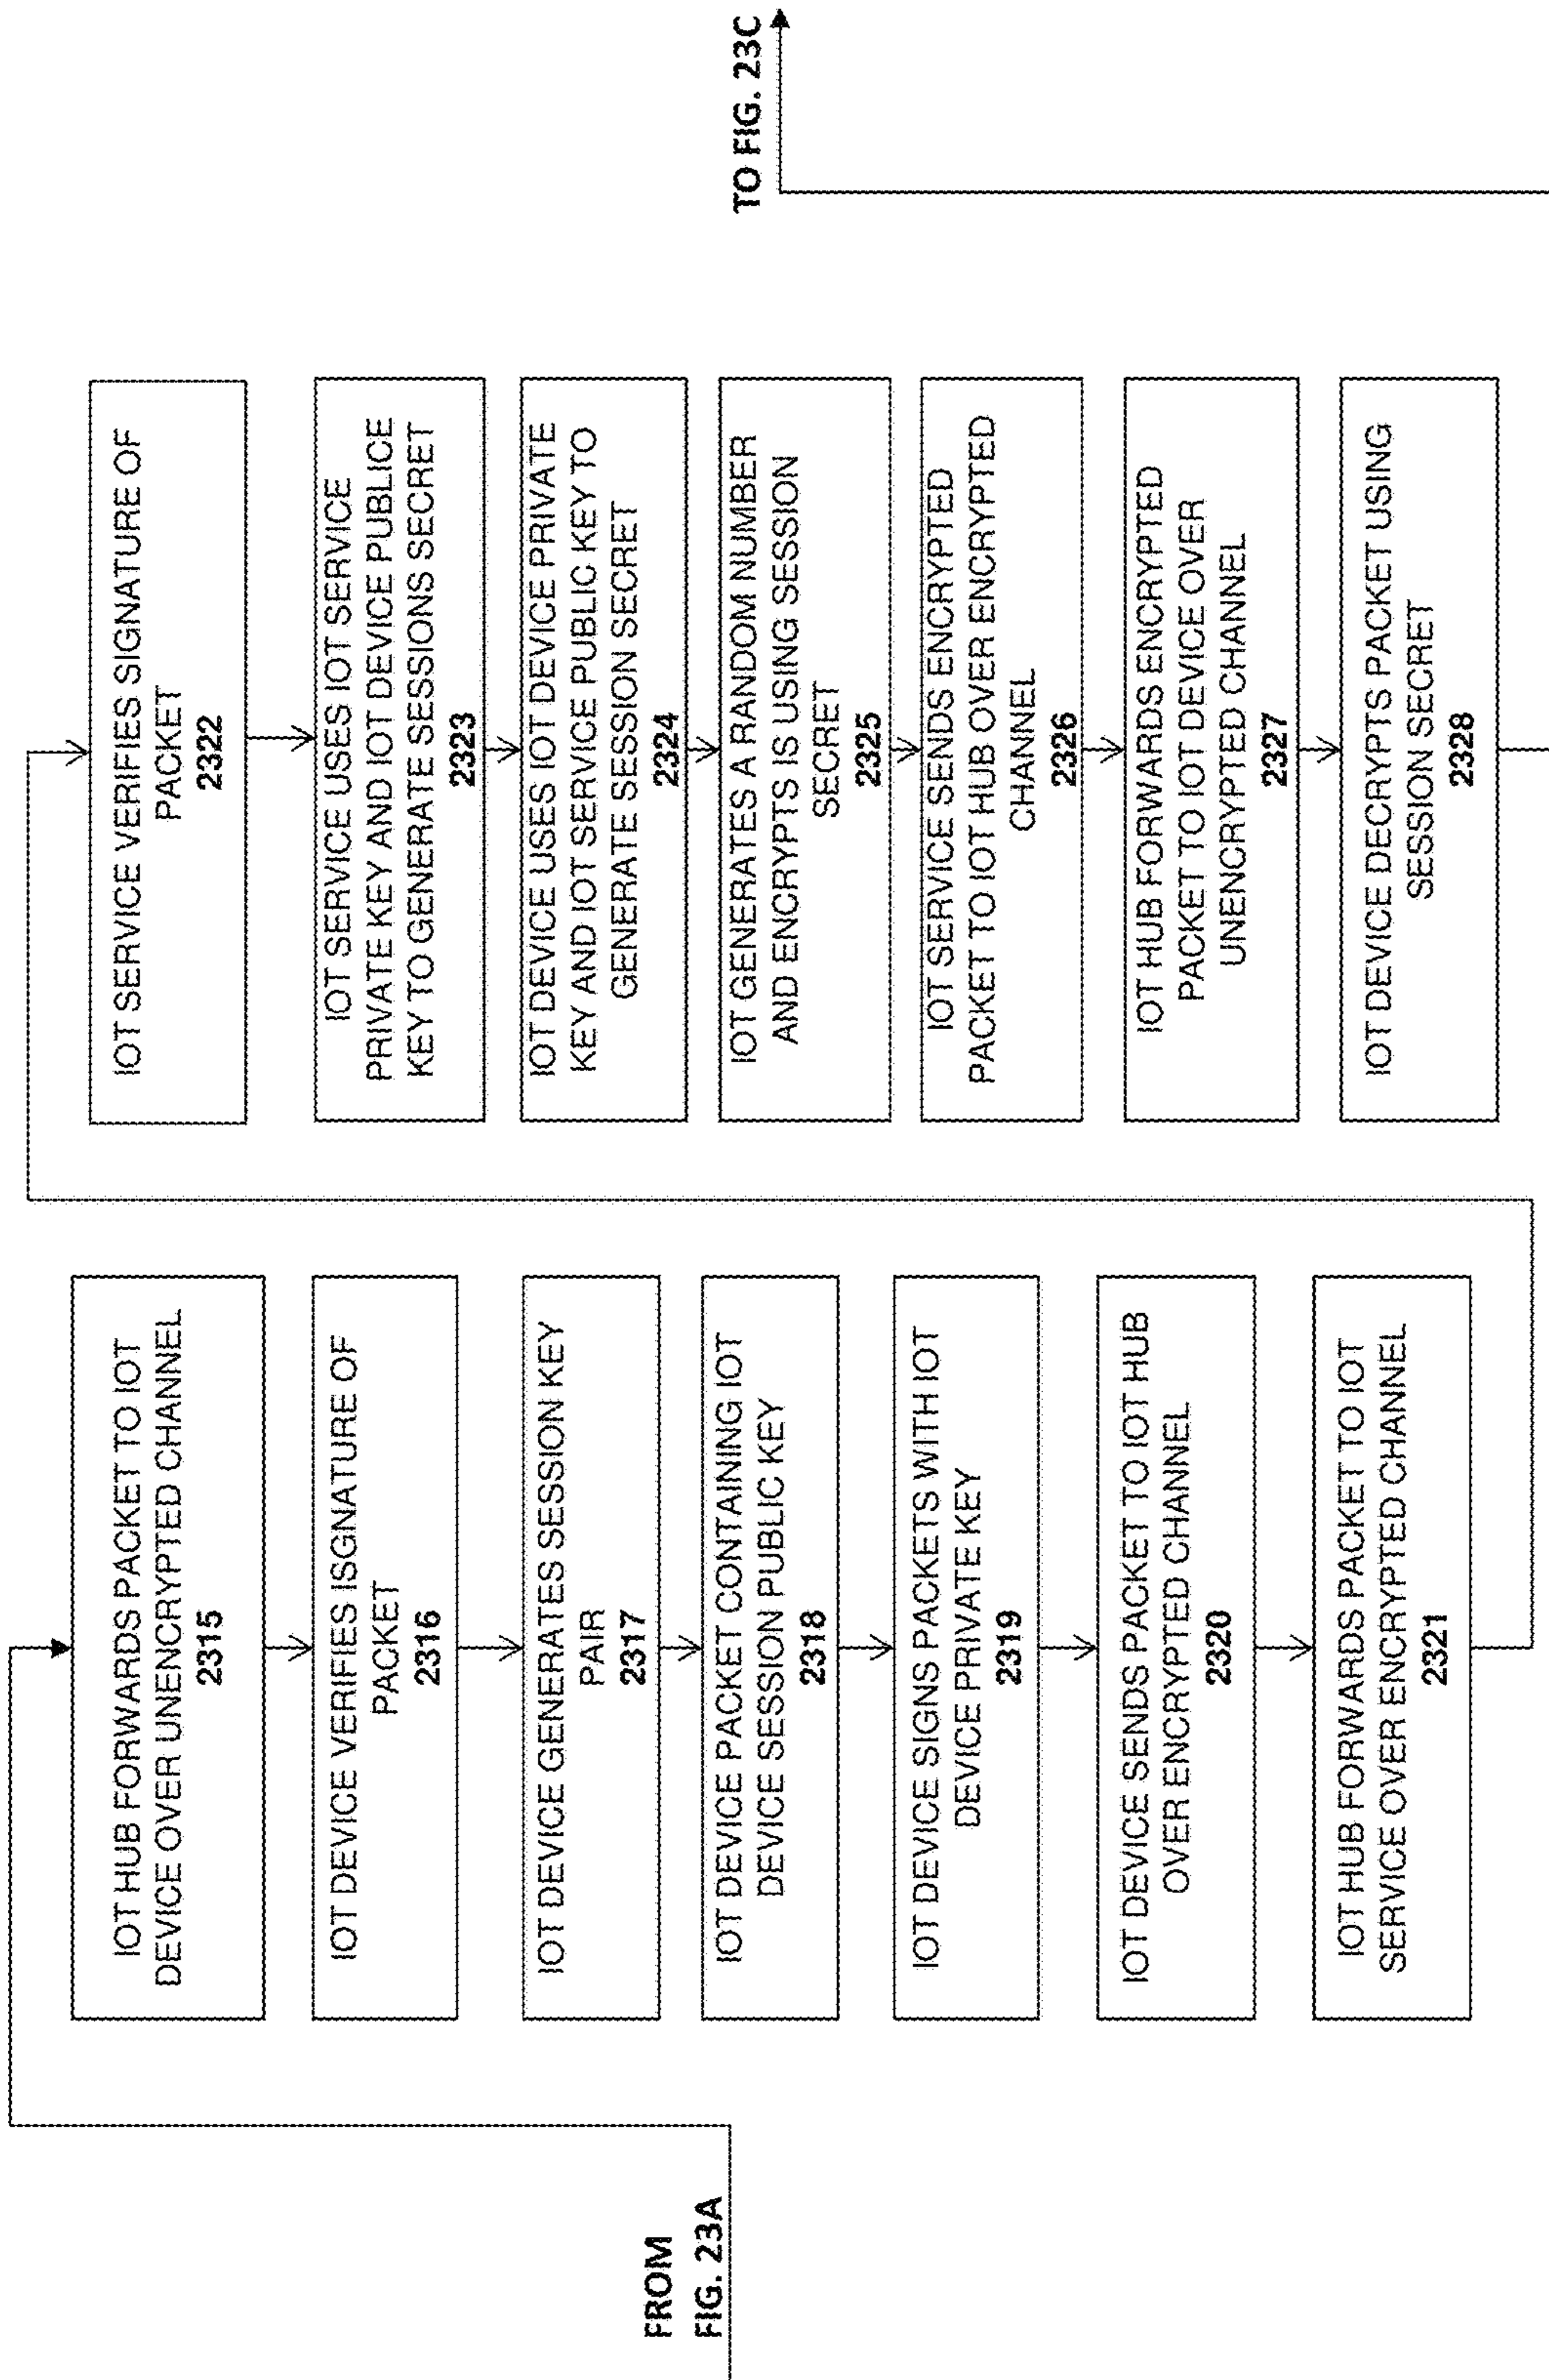 FROM
FIG. 23A
IOT HUB FORWARDS PACKET TO IOT
DEVICE OVER UNENCRYPTED CHANNEL
2315
IOT DEVICE VERIFIES ISGNATURE OF
PACKET
2316
IOT DEVICE GENERATES SESSION KEY
PAIR
2317
IOT DEVICE PACKET CONTAINING IOT
DEVICE SESSION PUBLIC KEY
2318
IOT DEVICE SIGNS PACKETS WITH IOT
DEVICE PRIVATE KEY
2319
IOT DEVICE SENDS PACKET TO IOT HUB
OVER ENCRYPTED CHANNEL
2320
IOT HUB FORWARDS PACKET TO IOT
SERVICE OVER ENCRYPTED CHANNEL
2321
IOT SERVICE VERIFIES SIGNATURE OF
PACKET
2322
IOT SERVICE USES IOT SERVICE
PRIVATE KEY AND IOT DEVICE PUBLICE
KEY TO GENERATE SESSIONS SECRET
2323
IOT DEVICE USES IOT DEVICE PRIVATE
KEY AND IOT SERVICE PUBLIC KEY TO
GENERATE SESSION SECRET
2324
IOT GENERATES A RANDOM NUMBER
AND ENCRYPTS IS USING SESSION
SECRET
2325
IOT SERVICE SENDS ENCRYPTED
PACKET TO IOT HUB OVER ENCRYPTED
CHANNEL
2326
IOT HUB FORWARDS ENCRYPTED
PACKET TO IOT DEVICE OVER
UNENCRYPTED CHANNEL
2327
IOT DEVICE DECRYPTS PACKET USING
SESSION SECRET
2328
TO FIG. 23C